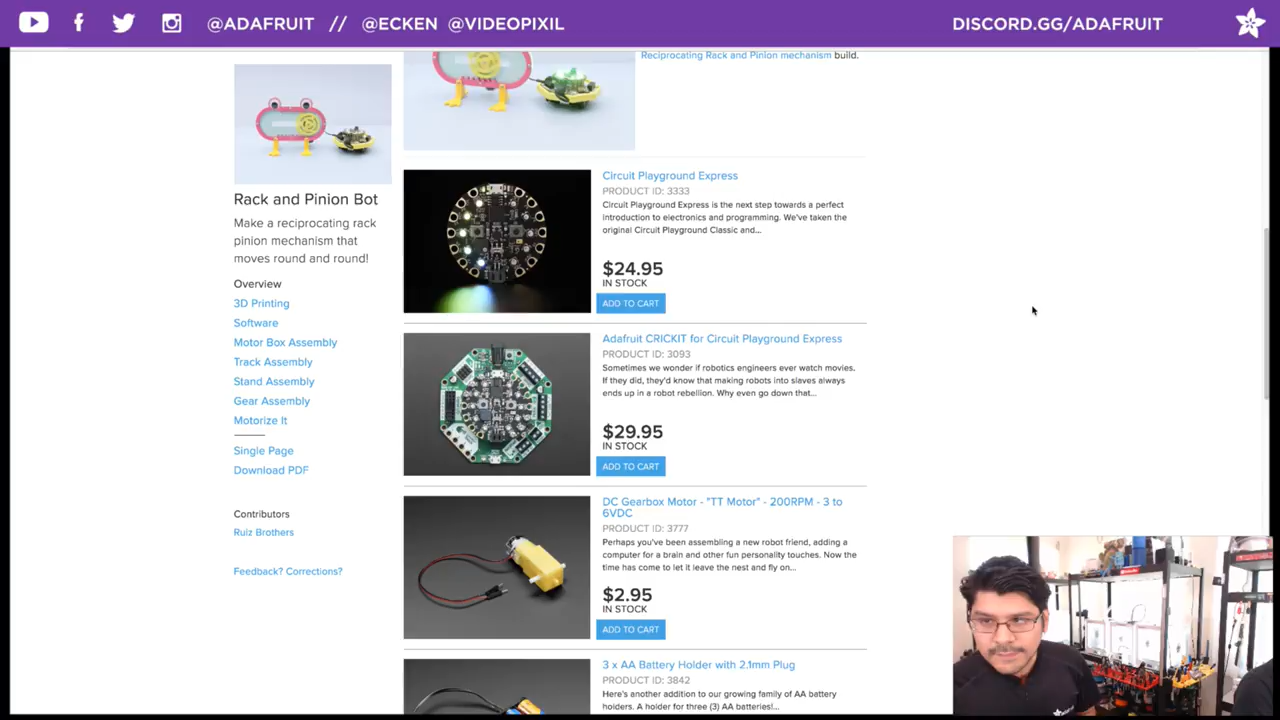 @ADAFRUIT // @ECKEN @VIDEOPIXIL
DISCORD.GG/ADAFRUIT
Reciprocating Rack and Pinion mechanism build.
Rack and Pinion Bot
Make a reciprocating rack
pinion mechanism that
moves round and round!
Overview
3D Printing
Software
Motor Box Assembly
Track Assembly
Stand Assembly
Gear Assembly
Motorize It
Single Page
Download PDF
Contributors
Ruiz Brothers
Feedback? Corrections?
Circuit Playground Express
PRODUCT ID: 3333
Circuit Playground Express is the next step towards a perfect
introduction to electronics and programming. We've taken the
original Circuit Playground Classic and...
$24.95
IN STOCK
ADD TO CART
Adafruit CRICKIT for Circuit Playground Express
PRODUCT ID: 3093
Sometimes we wonder if robotics engineers ever watch movies.
If they did, they'd know that making robots into slaves always
ends up in a robot rebellion. Why even go down that...
$29.95
IN STOCK
ADD TO CART
DC Gearbox Motor - "TT Motor" - 200RPM - 3 to
6VDC
PRODUCT ID: 3777
Perhaps you've been assembling a new robot friend, adding a
computer for a brain and other fun personality touches. Now the
time has come to let it leave the nest and fly on...
$2.95
IN STOCK
ADD TO CART
3 x AA Battery Holder with 2.1mm Plug
PRODUCT ID: 3842
Here's another addition to our growing family of AA battery
holders. A holder for three (3) AA batteries!...